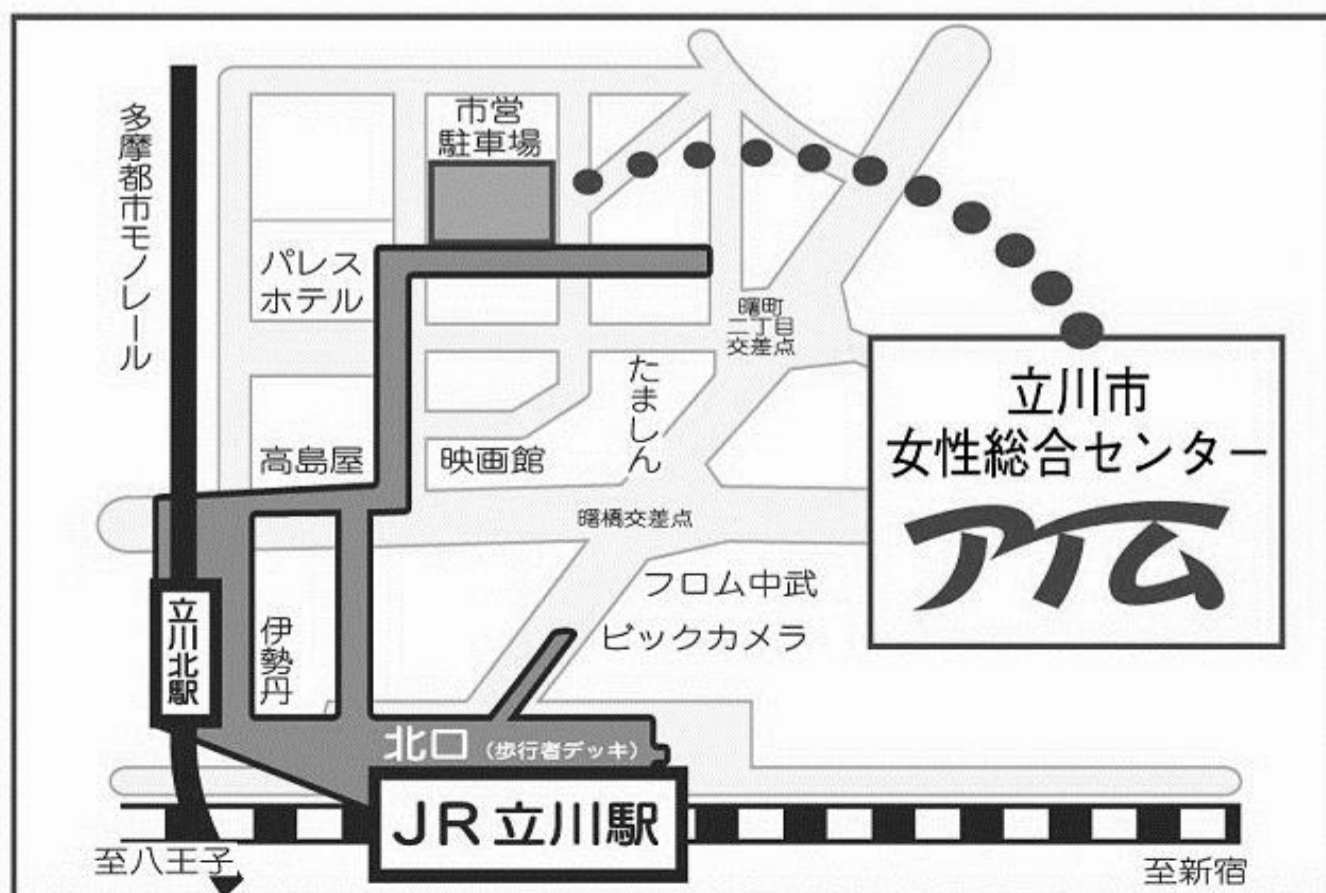 多摩都市モノレール
市営
駐車場
パレス
ホテル
曙町
二丁目
交差点
たましん
立川市
女性総合センター
アイム
高島屋
映画館
曙橋交差点
フロム中武
ビックカメラ
立川北駅
伊勢丹
北口（歩行者デッキ）
JR立川駅
至八王子
至新宿